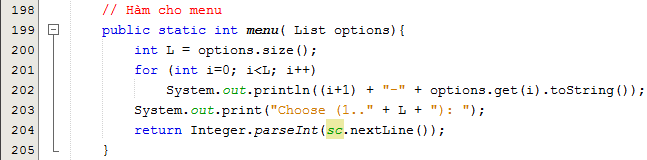 198 // Hàm cho menu
199 public static int menu( List options){
200 int L = options.size();
201 for (int i=0; i<L; i++)
202 System.out.println((i+1) + "-" + options.get(i).toString());
203 System.out.print("Choose (1.." + L + "): ");
204 return Integer.parseInt(sc.nextLine());
205 }